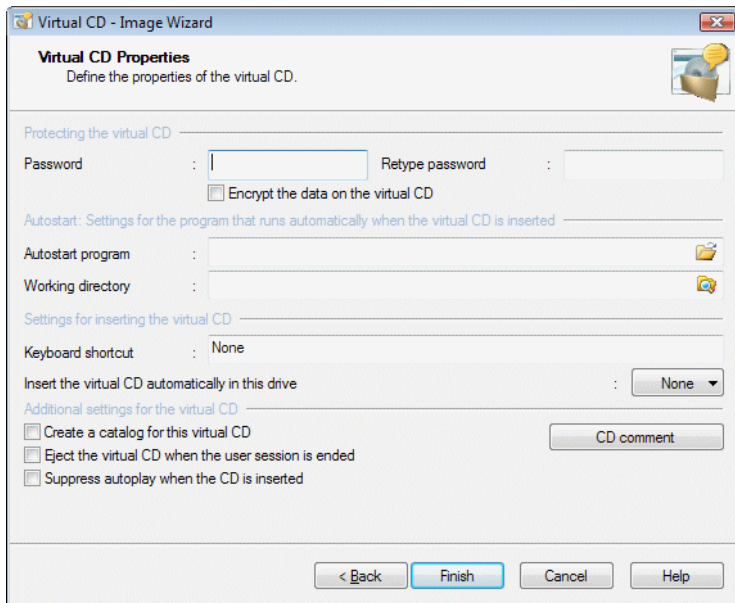 Virtual CD - Image Wizard
Virtual CD Properties
Define the properties of the virtual CD.
Protecting the virtual CD
Password : Retype password :
Encrypt the data on the virtual CD
Autostart: Settings for the program that runs automatically when the virtual CD is inserted
Autostart program :
Working directory :
Settings for inserting the virtual CD
Keyboard shortcut : None
Insert the virtual CD automatically in this drive : None
Additional settings for the virtual CD
Create a catalog for this virtual CD
CD comment
Eject the virtual CD when the user session is ended
Suppress autoplay when the CD is inserted
< Back Finish Cancel Help